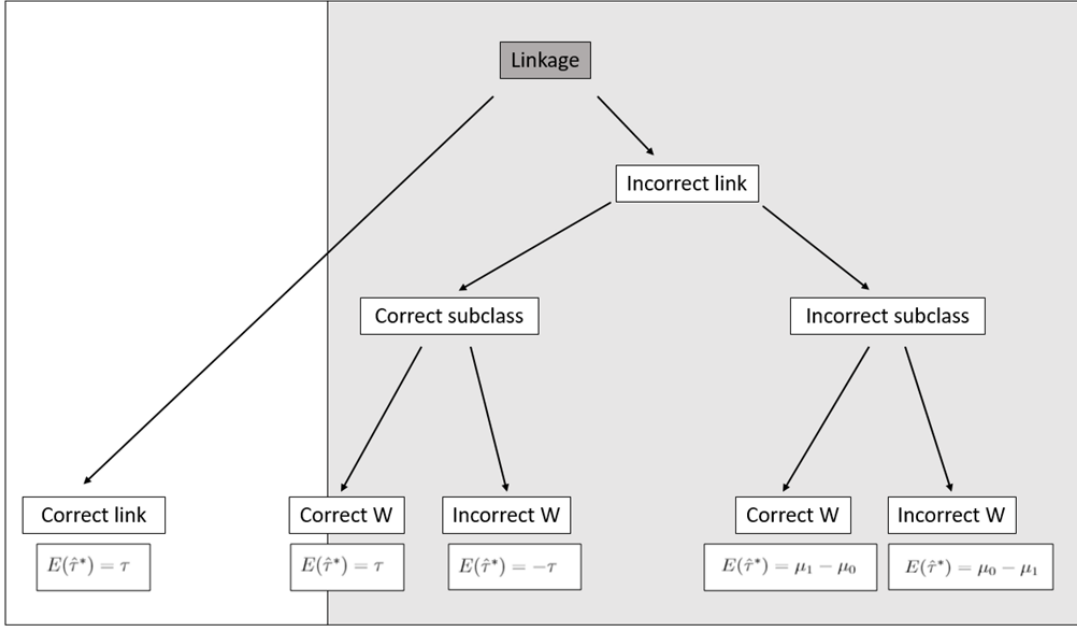 Linkage
Incorrect link
Correct subclass
Incorrect subclass
Correct link
Correct W
Incorrect W
Correct W
Incorrect W
E(τ̂*) = τ
E(τ̂*) = τ
E(τ̂*) = −τ
E(τ̂*) = μ₁ − μ₀
E(τ̂*) = μ₀ − μ₁